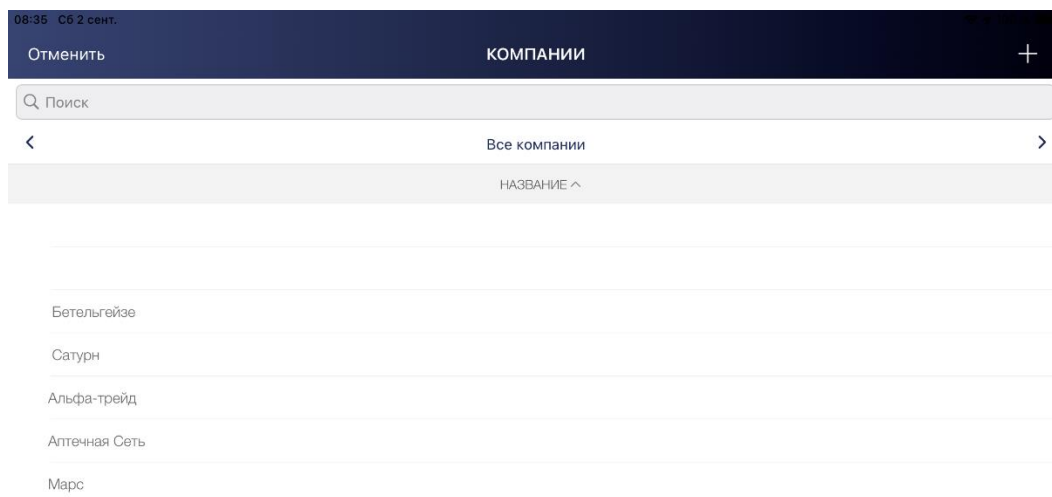 08:35 Сб 2 сент.
Отменить КОМПАНИИ +
Поиск
< Все компании >
НАЗВАНИЕ ^
Бетельгейзе
Сатурн
Альфа-трейд
Аптечная Сеть
Марс